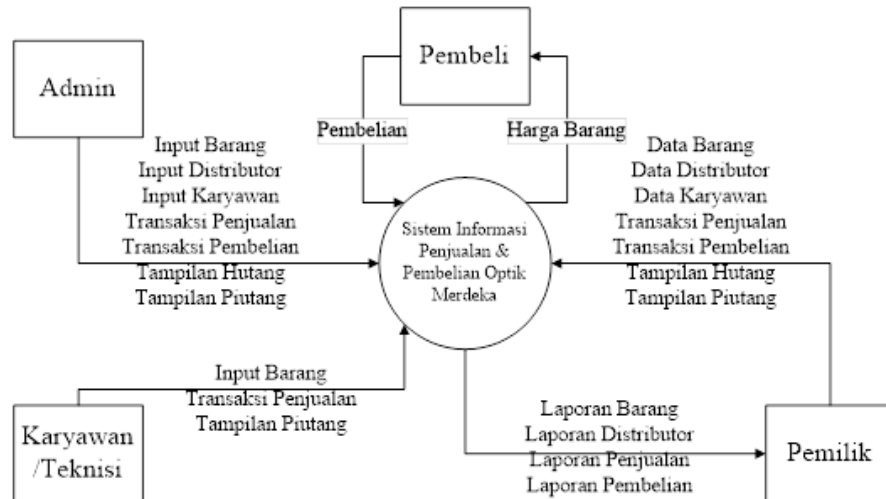 Admin
Pembeli
Pembelian
Harga Barang
Input Barang
Input Distributor
Input Karyawan
Transaksi Penjualan
Transaksi Pembelian
Tampilan Hutang
Tampilan Piutang
Sistem Informasi
Penjualan &
Pembelian Optik
Merdeka
Data Barang
Data Distributor
Data Karyawan
Transaksi Penjualan
Transaksi Pembelian
Tampilan Hutang
Tampilan Piutang
Input Barang
Transaksi Penjualan
Tampilan Piutang
Karyawan
/Teknisi
Laporan Barang
Laporan Distributor
Laporan Penjualan
Laporan Pembelian
Pemilik